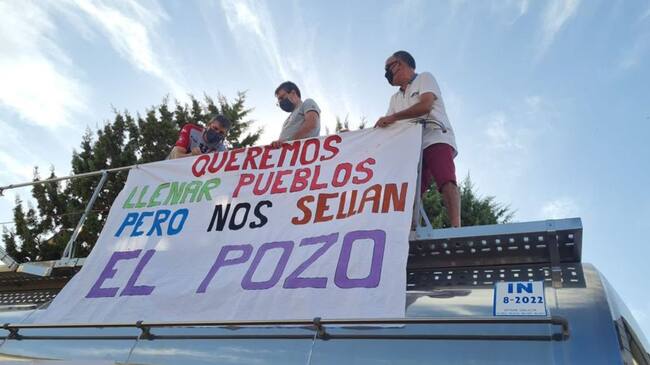 QUEREMOS
LLENAR PUEBLOS
PERO NOS SELLAN
EL POZO
IN
8-2022